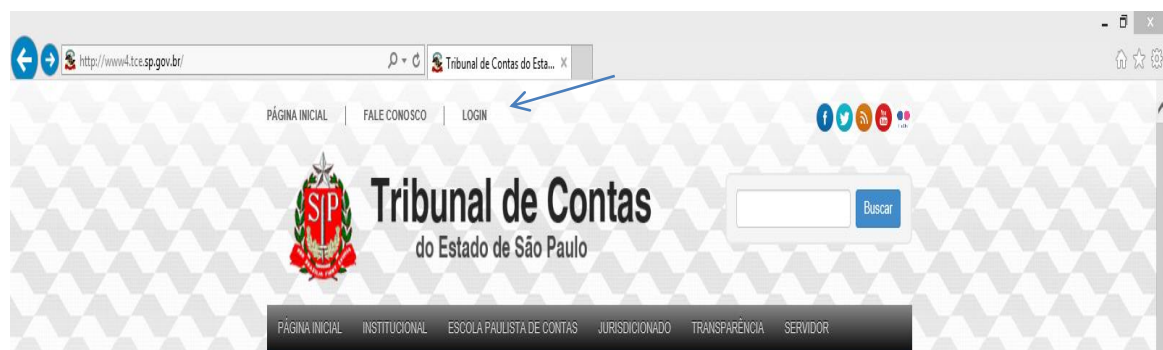 http://www4.tce.sp.gov.br/
Tribunal de Contas do Esta...
PÁGINA INICIAL | FALE CONOSCO | LOGIN
SP
Tribunal de Contas
do Estado de São Paulo
Buscar
PÁGINA INICIAL INSTITUCIONAL ESCOLA PAULISTA DE CONTAS JURISDICIONADO TRANSPARÊNCIA SERVIDOR